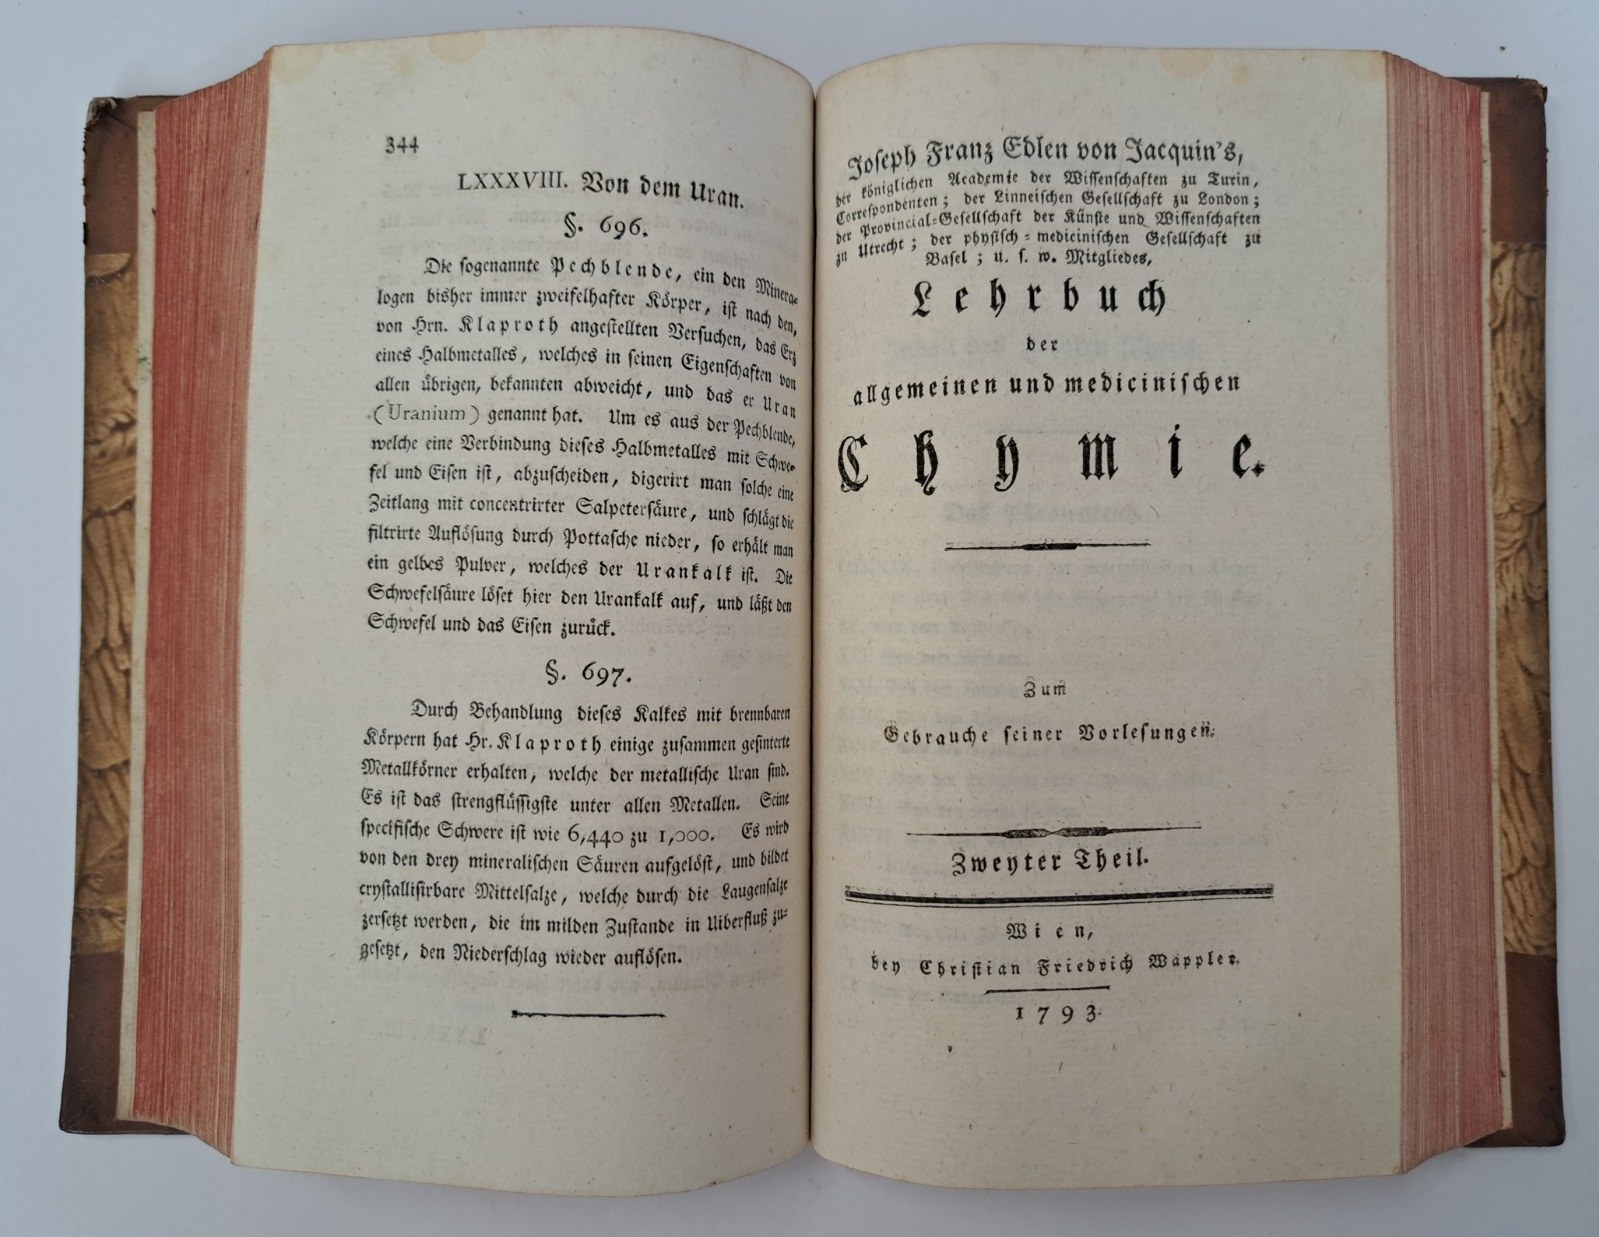 344
LXXXVIII. Von dem Uran.
§. 696.
Die sogenannte Pechblende, ein den Minera-
logen bisher immer zweifelhafter Körper, ist nach den,
von Hrn. Klaproth angestellten Versuchen, das Erz
eines Halbmetalles, welches in seinen Eigenschaften von
allen übrigen, bekannten abweicht, und das er Uran
(Uranium) genannt hat. Um es aus der Pechblende,
welche eine Verbindung dieses Halbmetalles mit Schwe-
fel und Eisen ist, abzuscheiden, digerirt man solche eine
Zeitlang mit concentrirter Salpetersäure, und schlägt die
filtrirte Auflösung durch Pottasche nieder, so erhält man
ein gelbes Pulver, welches der Urankalk ist. Die
Schwefelsäure löset hier den Urankalk auf, und läßt den
Schwefel und das Eisen zurück.
§. 697.
Durch Behandlung dieses Kalkes mit brennbaren
Körpern hat Hr. Klaproth einige zusammen gesinterte
Metallkörner erhalten, welche der metallische Uran sind.
Es ist das strengflüssigste unter allen Metallen. Seine
specifische Schwere ist wie 6,440 zu 1,000. Es wird
von den drey mineralischen Säuren aufgelöst, und bildet
crystallisirbare Mittelsalze, welche durch die Laugensalze
zersetzt werden, die im milden Zustande in Uiberfluß zu-
gesetzt, den Niederschlag wieder auflösen.
Joseph Franz Edlen von Jacquin's,
der königlichen Academie der Wissenschaften zu Turin,
Correspondenten; der Linneischen Gesellschaft zu London;
der Provincial-Gesellschaft der Künste und Wissenschaften
zu Utrecht; der physisch-medicinischen Gesellschaft zu
Basel; u. s. w. Mitgliedes,
Lehrbuch
der
allgemeinen und medicinischen
Chymie.
Zum
Gebrauche seiner Vorlesungen.
Zweyter Theil.
Wien,
bey Christian Friedrich Wappler.
1793.